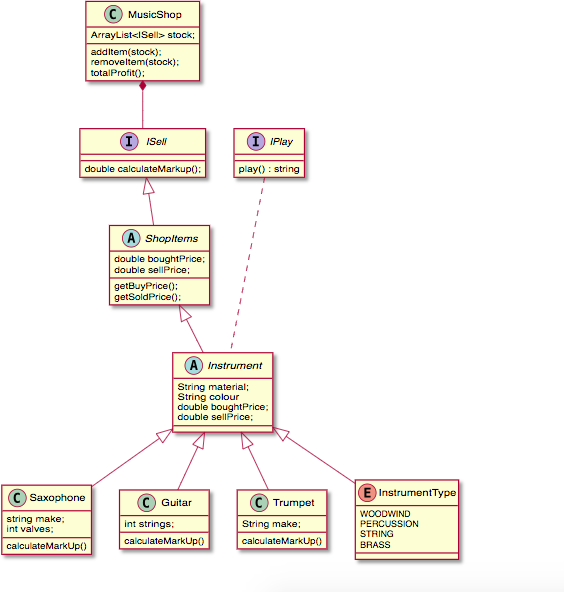 C MusicShop
ArrayList<ISell> stock;
addItem(stock);
removeItem(stock);
totalProfit();
I ISell
double calculateMarkup();
I IPlay
play() : string
A ShopItems
double boughtPrice;
double sellPrice;
getBuyPrice();
getSoldPrice();
A Instrument
String material;
String colour
double boughtPrice;
double sellPrice;
C Saxophone
string make;
int valves;
calculateMarkUp()
C Guitar
int strings;
calculateMarkUp()
C Trumpet
String make;
calculateMarkUp()
E InstrumentType
WOODWIND
PERCUSSION
STRING
BRASS